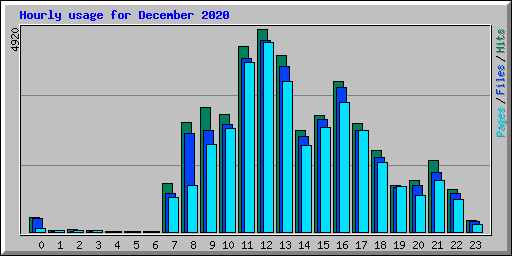 Hourly usage for December 2020
4920
Pages/Files/Hits
0 1 2 3 4 5 6 7 8 9 10 11 12 13 14 15 16 17 18 19 20 21 22 23